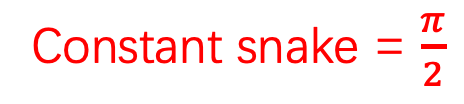 Constant snake = π/2